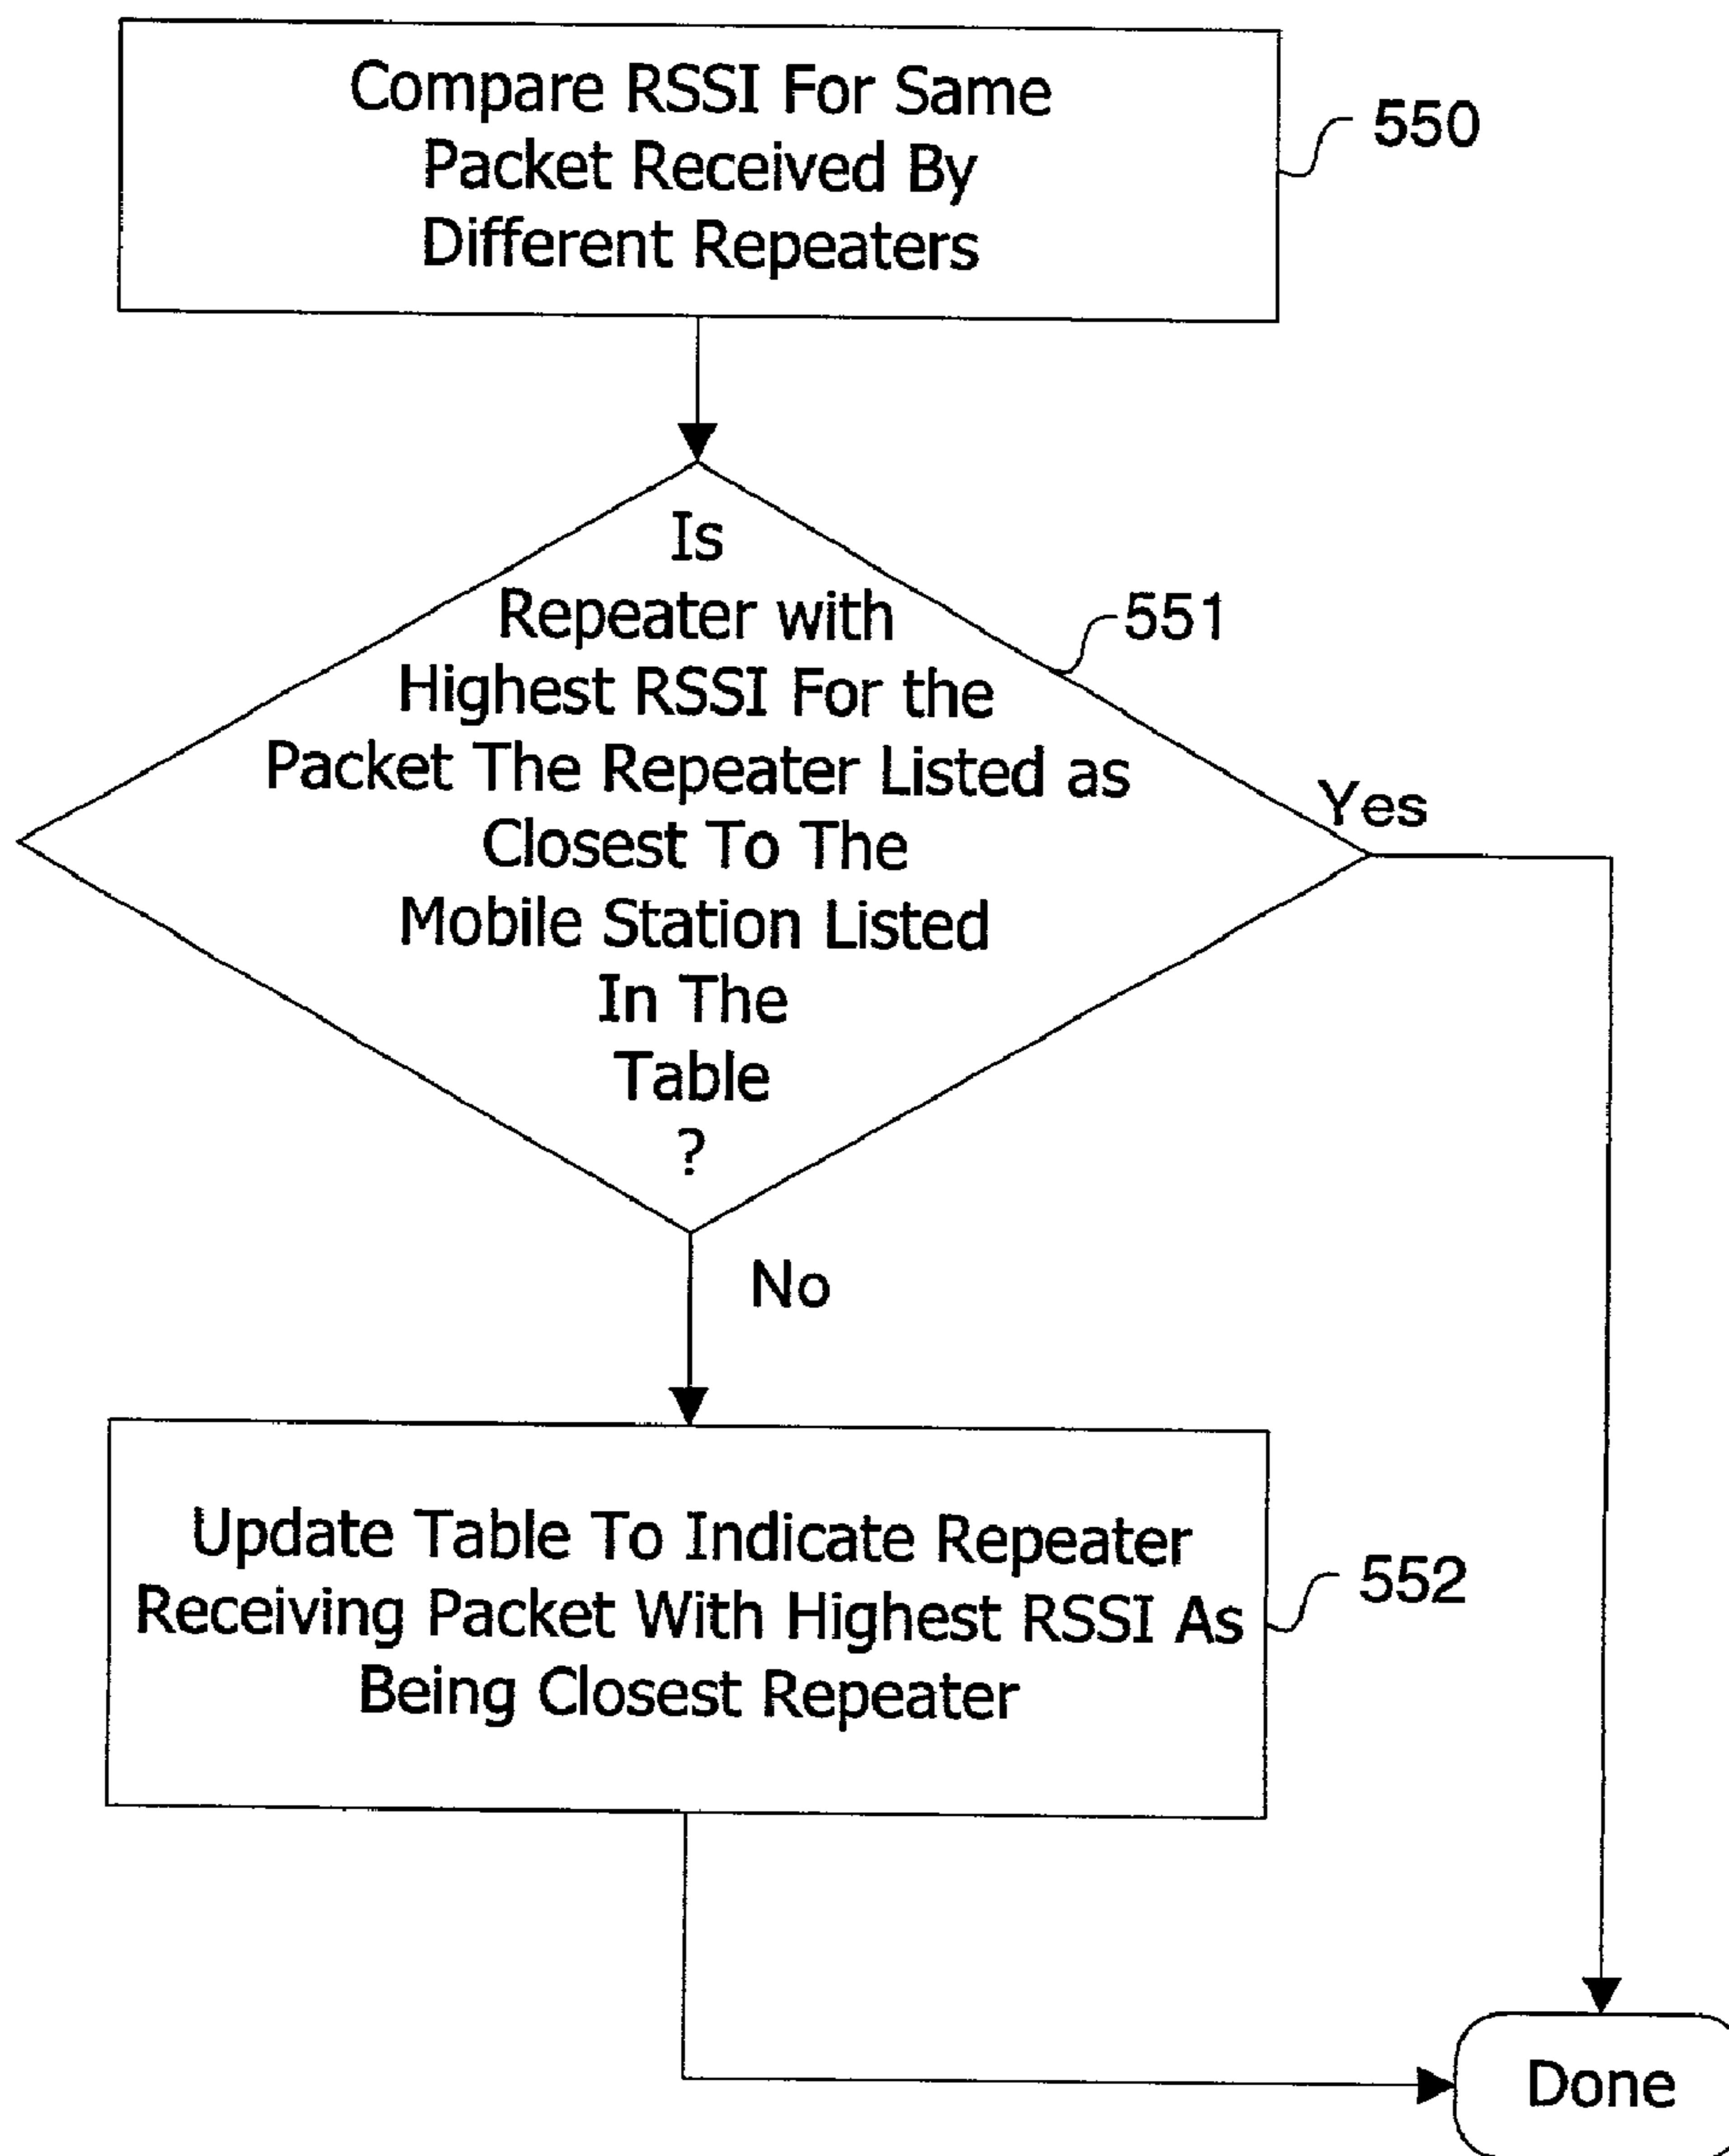 Compare RSSI For Same
Packet Received By
Different Repeaters
550
Is
Repeater with
Highest RSSI For the
Packet The Repeater Listed as
Closest To The
Mobile Station Listed
In The
Table
?
551
Yes
No
Update Table To Indicate Repeater
Receiving Packet With Highest RSSI As
Being Closest Repeater
552
Done